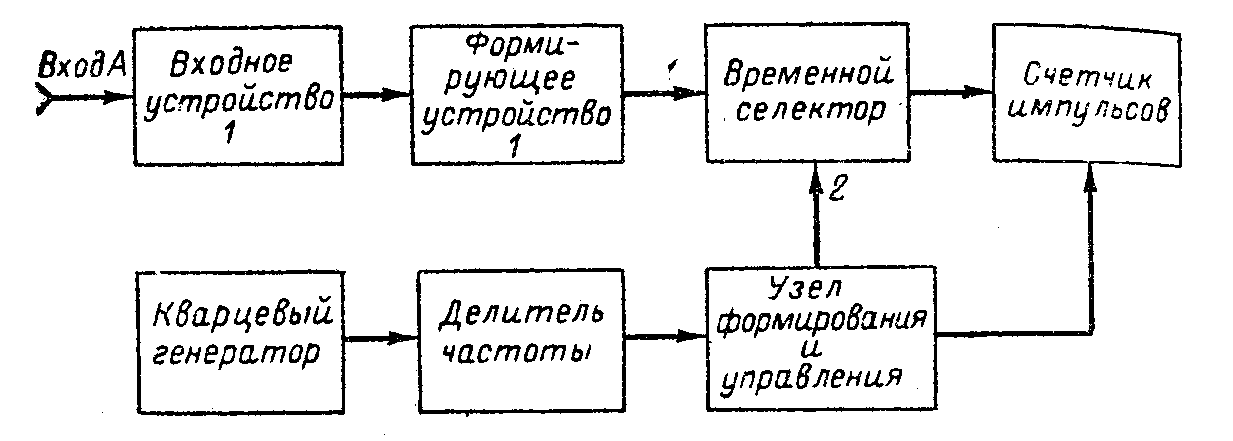 Вход А
Входное
устройство
1
Форми-
рующее
устройство
1
1
Временной
селектор
Счетчик
импульсов
2
Кварцевый
генератор
Делитель
частоты
Узел
формирования
и
управления